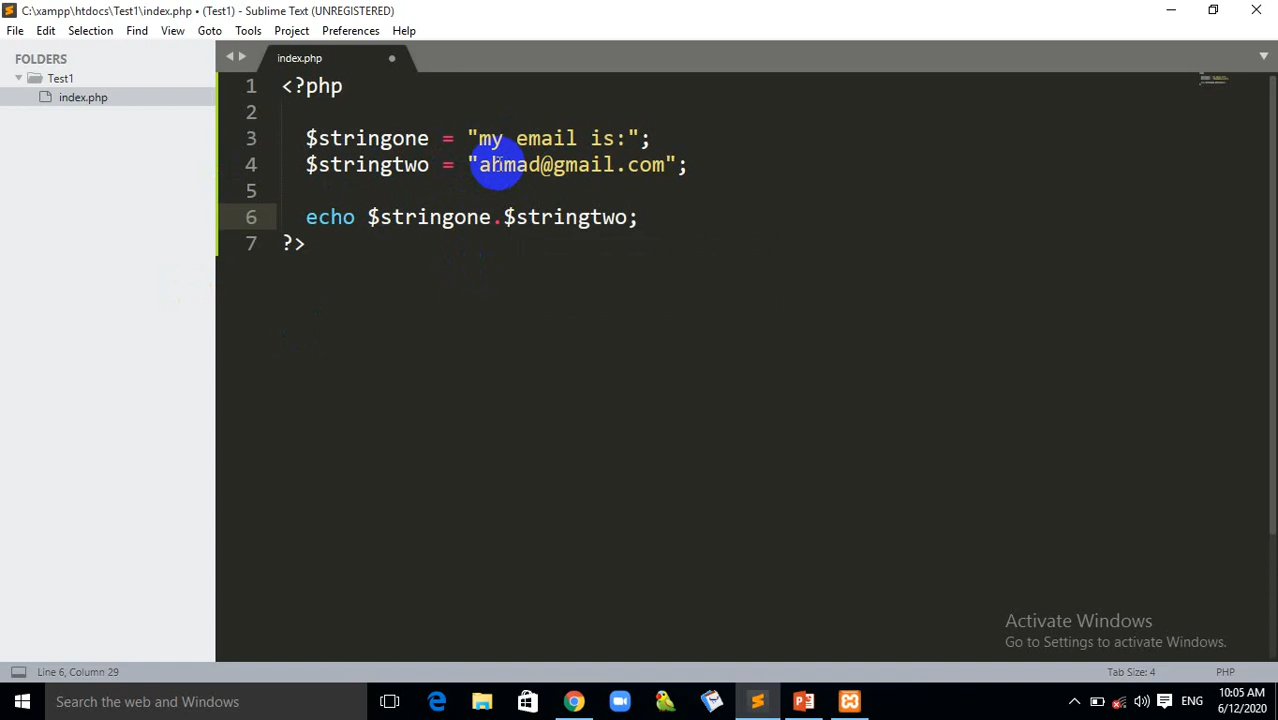 C:\xampp\htdocs\Test1\index.php • (Test1) - Sublime Text (UNREGISTERED)
File Edit Selection Find View Goto Tools Project Preferences Help
FOLDERS
Test1
index.php
index.php
1 <?php
2
3 $stringone = "my email is:";
4 $stringtwo = "ahmad@gmail.com";
5
6 echo $stringone.$stringtwo;
7 ?>
Activate Windows
Go to Settings to activate Windows.
Line 6, Column 29 Tab Size: 4 PHP
Search the web and Windows
ENG
10:05 AM
6/12/2020